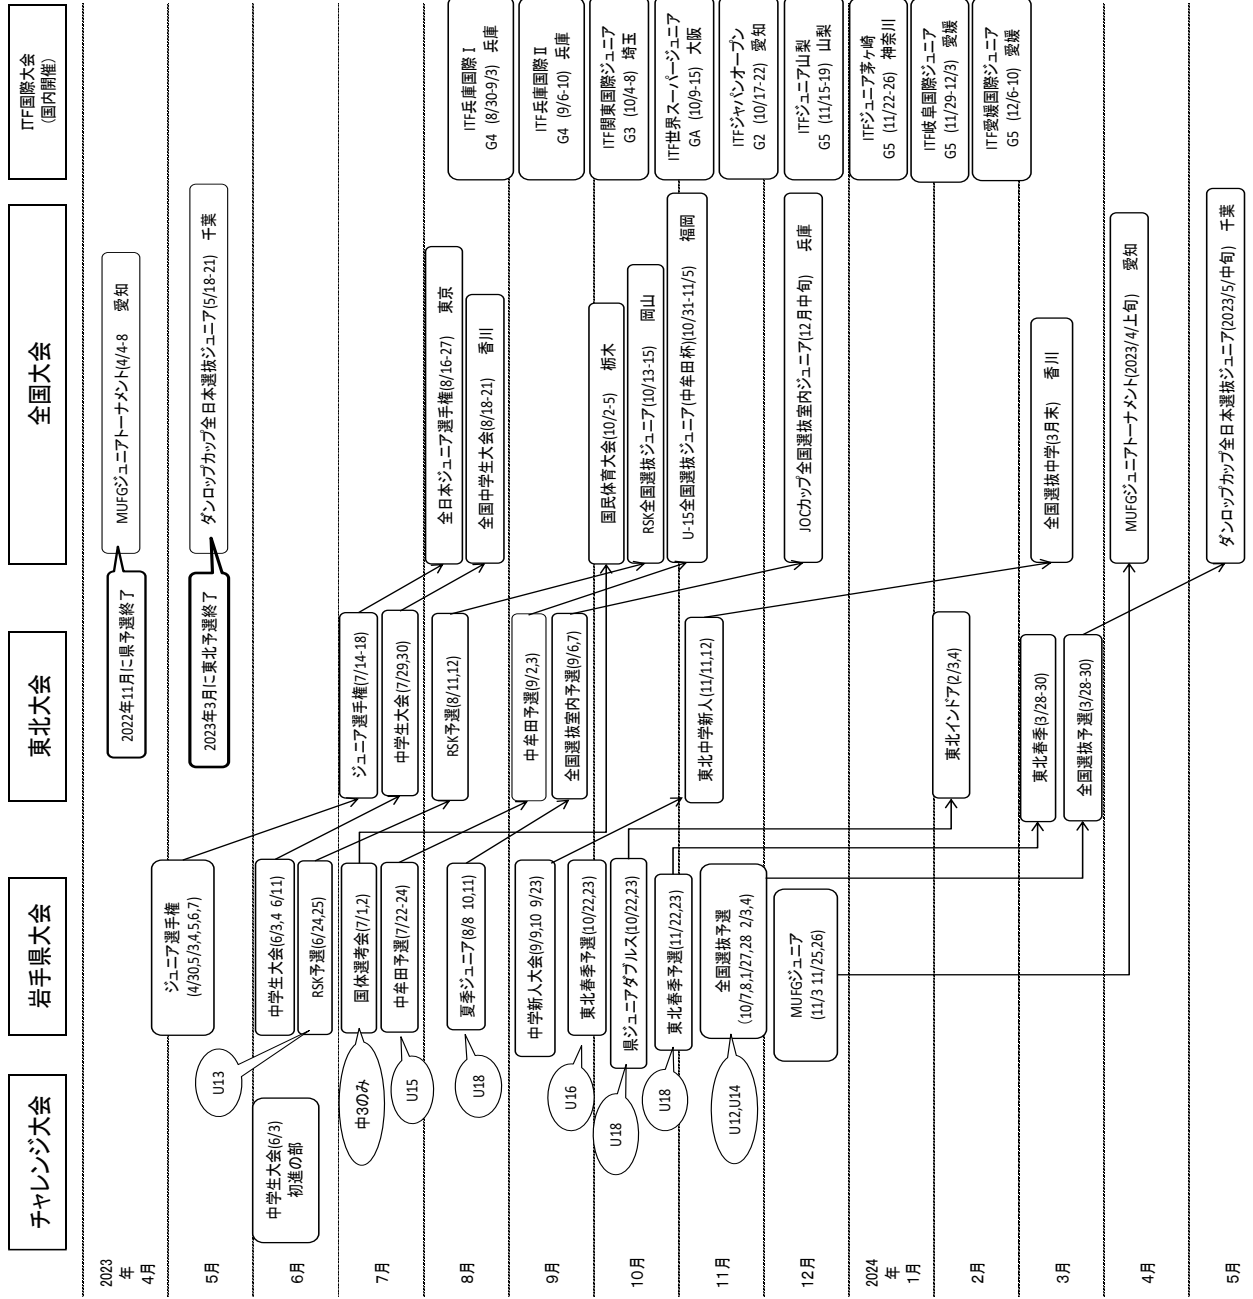 チャレンジ大会
岩手県大会
東北大会
全国大会
ITF国際大会
(国内開催)
2023
年
4月
MUFGジュニアトーナメント(4/4-8 愛知
2022年11月に県予選終了
5月
ジュニア選手権
(4/30,5/3,4,5,6,7)
ダンロップカップ全日本選抜ジュニア(5/18-21) 千葉
2023年3月に東北予選終了
6月
中学生大会(6/3)
初進の部
U13
中学生大会(6/3,4 6/11)
RSK予選(6/24,25)
7月
中3のみ
U15
国体選考会(7/1,2)
中牟田予選(7/22-24)
ジュニア選手権(7/14-18)
中学生大会(7/29,30)
8月
U18
夏季ジュニア(8/8 10,11)
RSK予選(8/11,12)
全日本ジュニア選手権(8/16-27) 東京
全国中学生大会(8/18-21) 香川
ITF兵庫国際Ⅰ
G4 (8/30-9/3) 兵庫
9月
中学新人大会(9/9,10 9/23)
中牟田予選(9/2,3)
全国選抜室内予選(9/6,7)
ITF兵庫国際Ⅱ
G4 (9/6-10) 兵庫
10月
U16
東北春季予選(10/22,23)
U18
県ジュニアダブルス(10/22,23)
U18
東北春季予選(11/22,23)
国民体育大会(10/2-5) 栃木
RSK全国選抜ジュニア(10/13-15) 岡山
U-15全国選抜ジュニア(中牟田杯)(10/31-11/5) 福岡
ITF関東国際ジュニア
G3 (10/4-8) 埼玉
ITF世界スーパージュニア
GA (10/9-15) 大阪
ITFジャパンオープン
G2 (10/17-22) 愛知
11月
U12,U14
全国選抜予選
(10/7,8,1/27,28 2/3,4)
東北中学新人(11/11,12)
12月
MUFGジュニア
(11/3 11/25,26)
JOCカップ全国選抜室内ジュニア(12月中旬) 兵庫
ITFジュニア山梨
G5 (11/15-19) 山梨
ITFジュニア茅ヶ崎
G5 (11/22-26) 神奈川
ITF岐阜国際ジュニア
G5 (11/29-12/3) 愛媛
ITF愛媛国際ジュニア
G5 (12/6-10) 愛媛
2024
年
1月
2月
東北インドア(2/3,4)
3月
東北春季(3/28-30)
全国選抜予選(3/28-30)
全国選抜中学(3月末) 香川
4月
MUFGジュニアトーナメント(2023/4/上旬) 愛知
5月
ダンロップカップ全日本選抜ジュニア(2023/5/中旬) 千葉